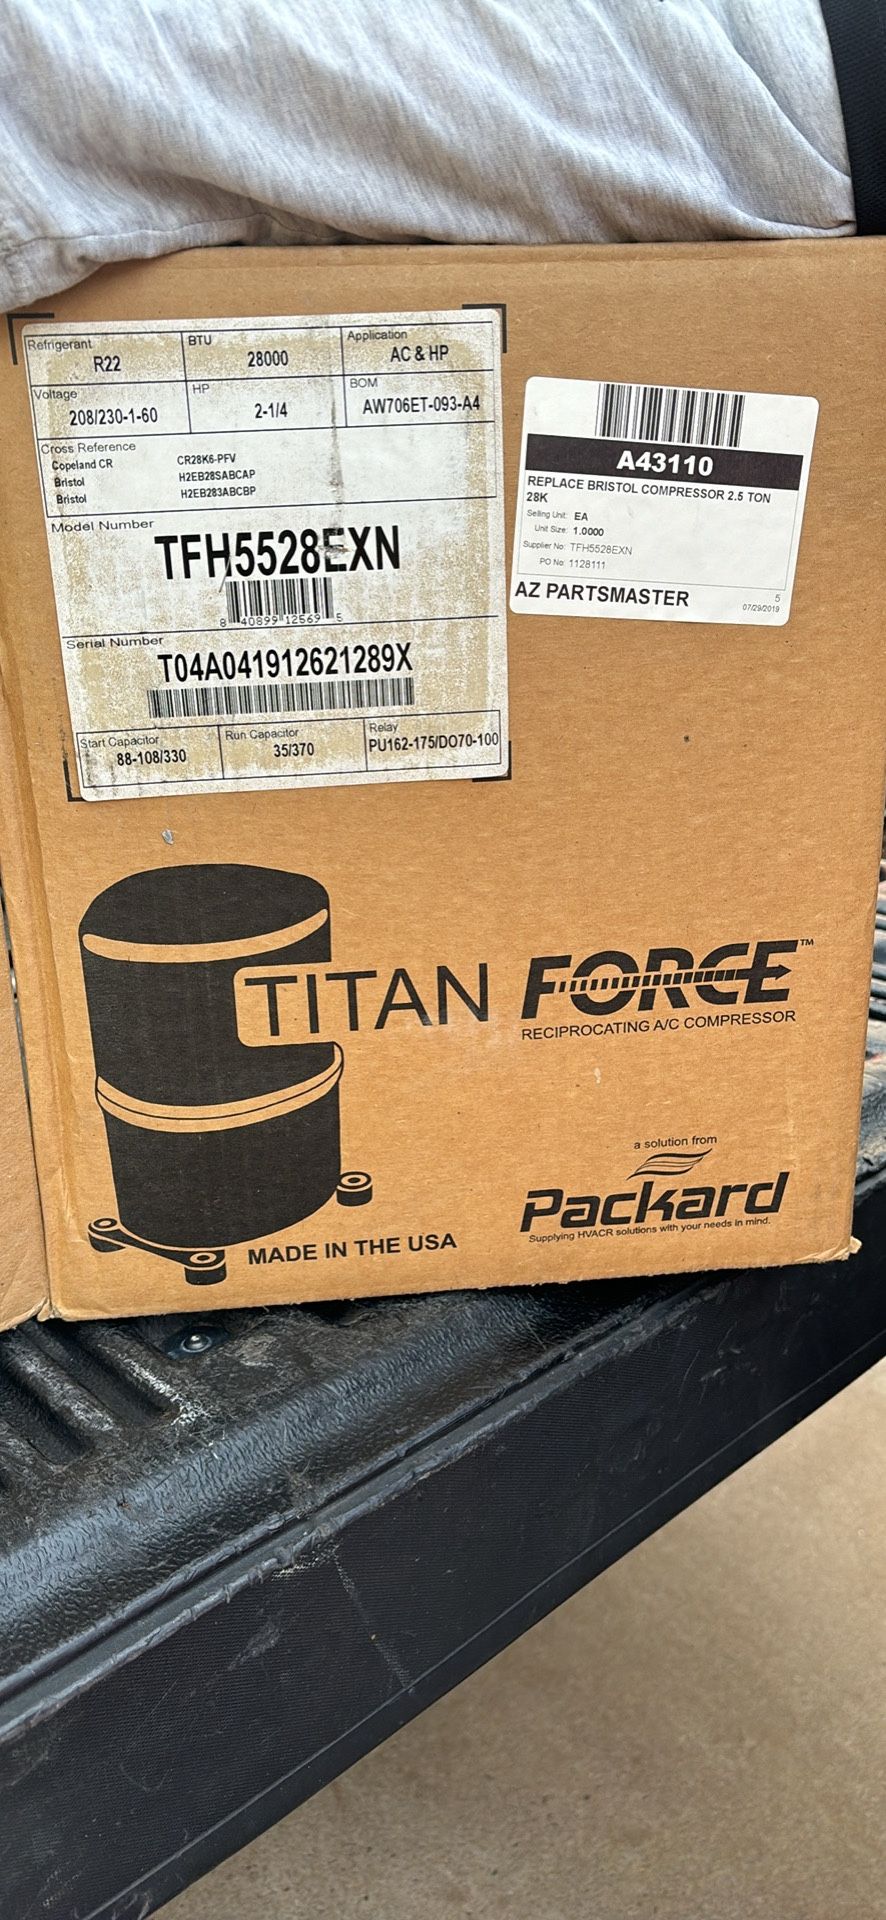 Refrigerant
R22
BTU
28000
Application
AC & HP
Voltage
208/230-1-60
HP
2-1/4
BOM
AW706ET-093-A4
Cross Reference
Copeland CR CR28K6-PFV
Bristol H2EB28SABCAP
Bristol H2EB283ABCBP
Model Number
TFH5528EXN
8 40899 12569 5
Serial Number
T04A041912621289X
Start Capacitor
88-108/330
Run Capacitor
35/370
Relay
PU162-175/DO70-100
A43110
REPLACE BRISTOL COMPRESSOR 2.5 TON
28K
Selling Unit: EA
Unit Size: 1.0000
Supplier No: TFH5528EXN
PO No: 1128111
AZ PARTSMASTER
5
07/29/2019
TITAN FORCE™
RECIPROCATING A/C COMPRESSOR
MADE IN THE USA
a solution from
Packard
Supplying HVACR solutions with your needs in mind.